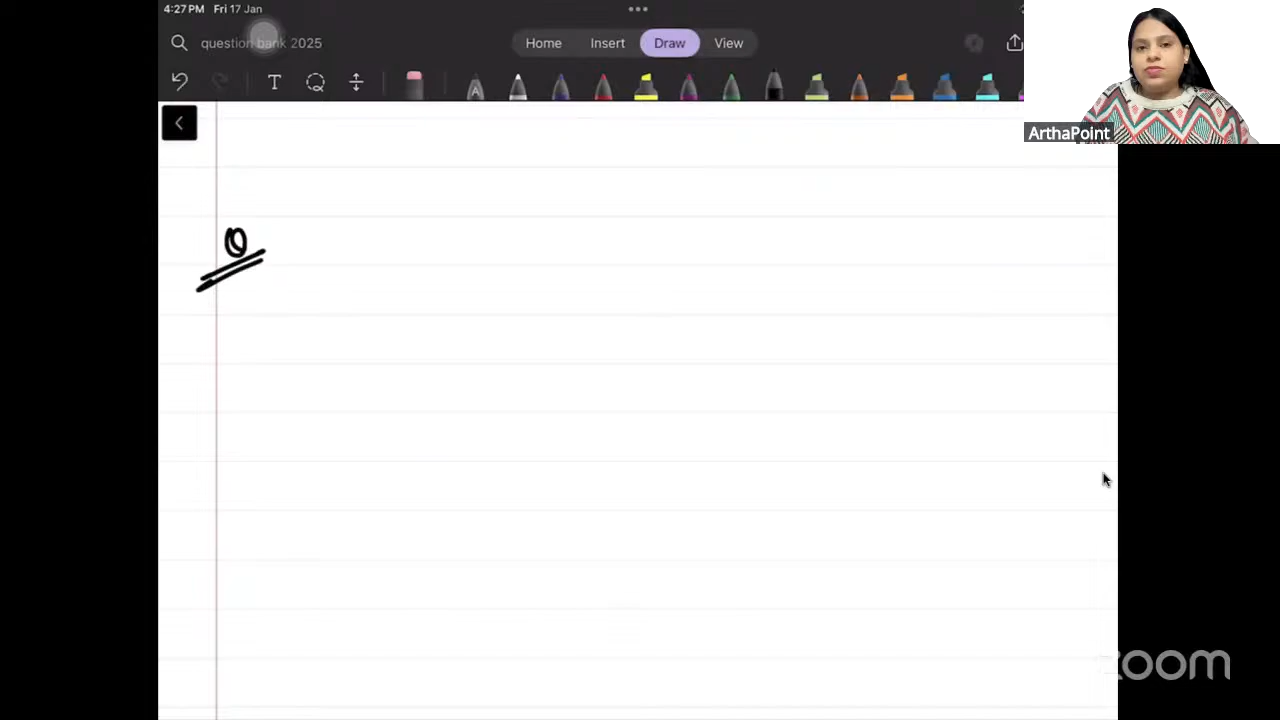 4:27 PM Fri 17 Jan
question bank 2025
Home Insert Draw View
T
A
ArthaPoint
Q
zoom